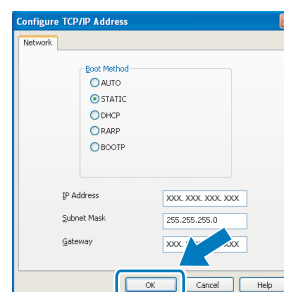 Configure TCP/IP Address
Network
Boot Method
AUTO
STATIC
DHCP
RARP
BOOTP
IP Address
XXX. XXX. XXX. XXX
Subnet Mask
255.255.255.0
Gateway
XXX. XXX
OK
Cancel
Help